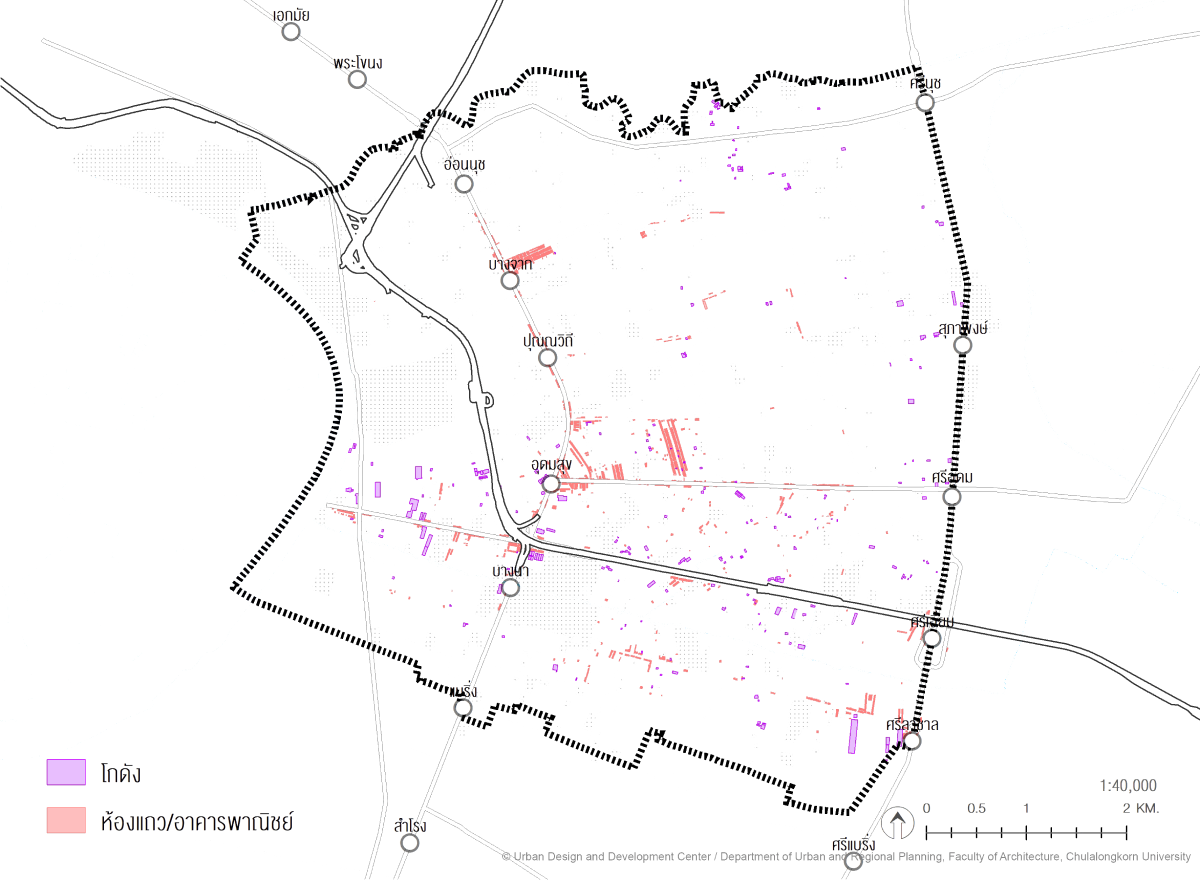 เอกมัย
พระโขนง
ศรีนุช
อ่อนนุช
บางจาก
สุภาพงษ์
ปุณณวิถี
อุดมสุข
ศรีอุดม
บางนา
ศรีเอี่ยม
แบริ่ง
ศรีลาซาล
โกดัง
ห้องแถว/อาคารพาณิชย์
สำโรง
ศรีแบริ่ง
1:40,000
0 0.5 1 2 KM.
© Urban Design and Development Center / Department of Urban and Regional Planning, Faculty of Architecture, Chulalongkorn University